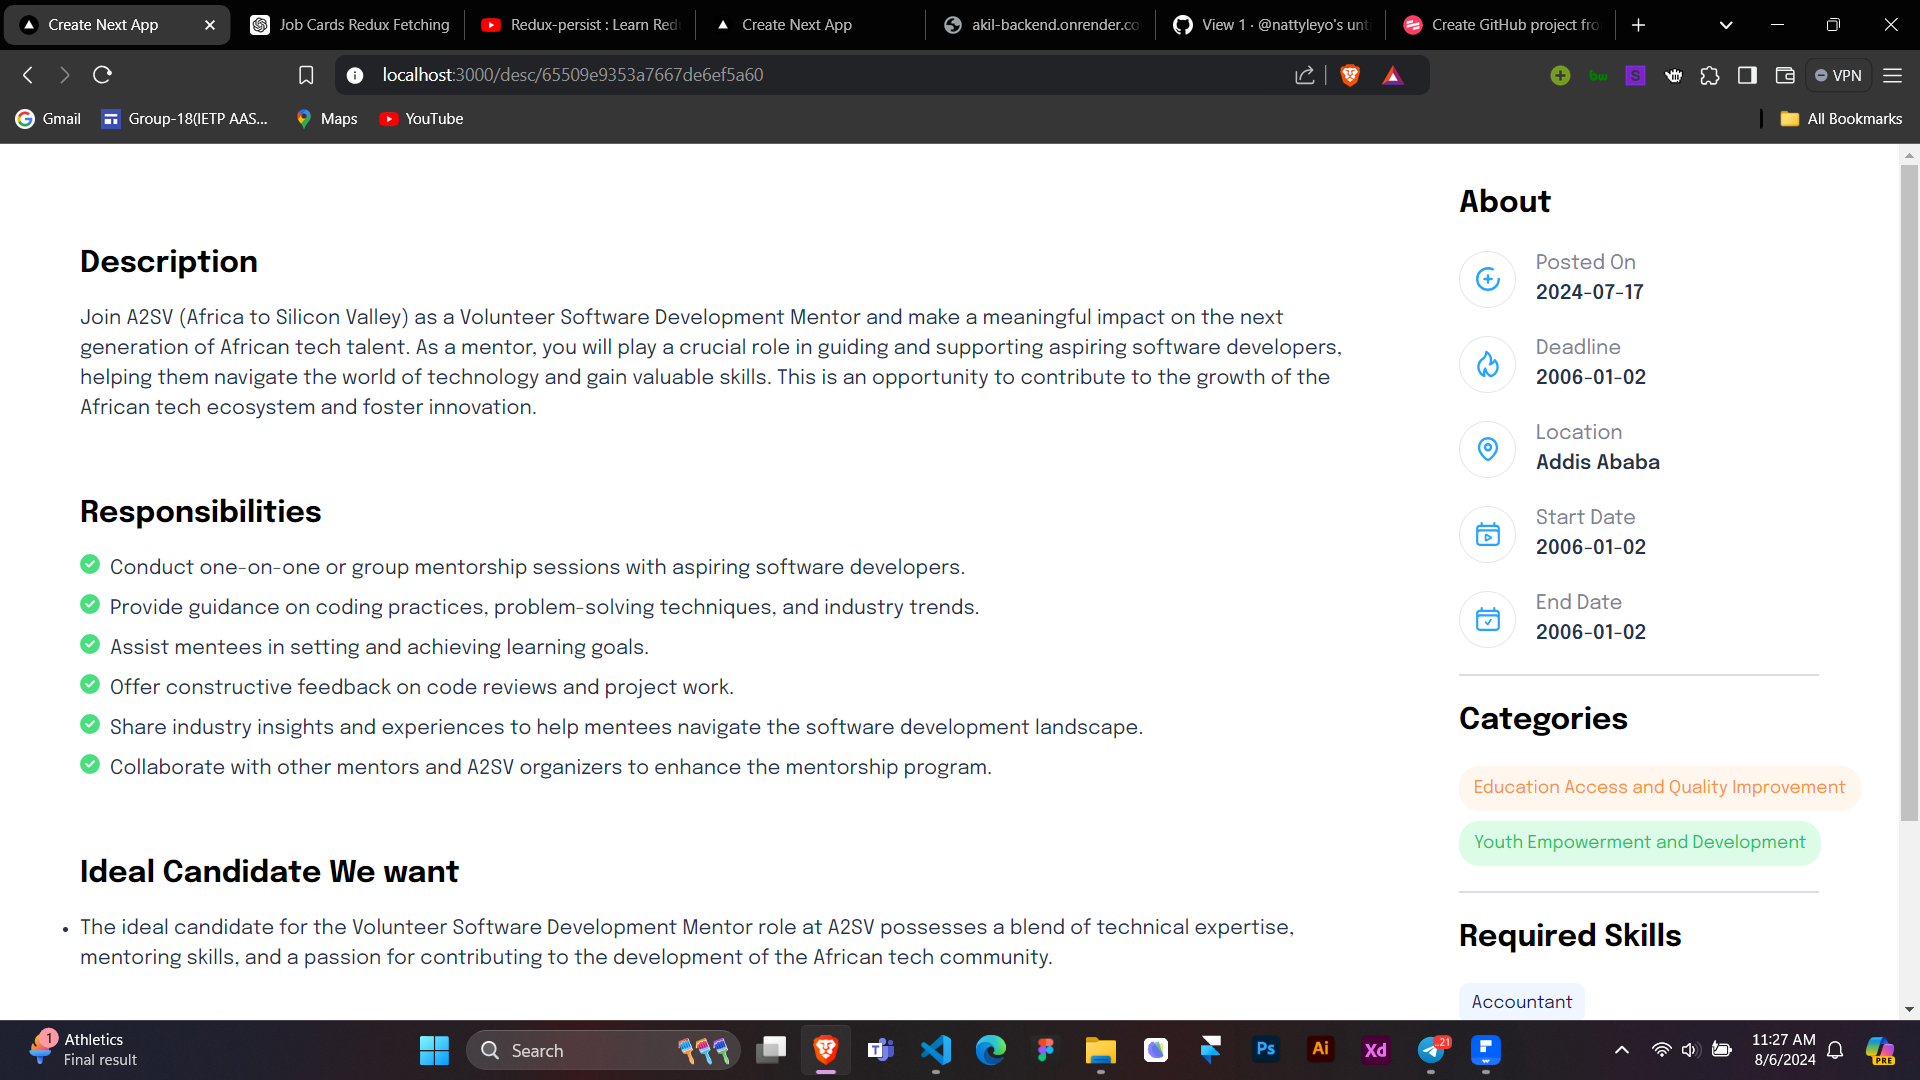 Create Next App
Job Cards Redux Fetching
Redux-persist : Learn Red
Create Next App
akil-backend.onrender.co
View 1 · @nattyleyo's unt
Create GitHub project fro
localhost:3000/desc/65509e9353a7667de6ef5a60
VPN
Gmail
Group-18(IETP AAS...
Maps
YouTube
All Bookmarks
Description
Join A2SV (Africa to Silicon Valley) as a Volunteer Software Development Mentor and make a meaningful impact on the next
generation of African tech talent. As a mentor, you will play a crucial role in guiding and supporting aspiring software developers,
helping them navigate the world of technology and gain valuable skills. This is an opportunity to contribute to the growth of the
African tech ecosystem and foster innovation.
Responsibilities
Conduct one-on-one or group mentorship sessions with aspiring software developers.
Provide guidance on coding practices, problem-solving techniques, and industry trends.
Assist mentees in setting and achieving learning goals.
Offer constructive feedback on code reviews and project work.
Share industry insights and experiences to help mentees navigate the software development landscape.
Collaborate with other mentors and A2SV organizers to enhance the mentorship program.
Ideal Candidate We want
• The ideal candidate for the Volunteer Software Development Mentor role at A2SV possesses a blend of technical expertise,
mentoring skills, and a passion for contributing to the development of the African tech community.
About
Posted On
2024-07-17
Deadline
2006-01-02
Location
Addis Ababa
Start Date
2006-01-02
End Date
2006-01-02
Categories
Education Access and Quality Improvement
Youth Empowerment and Development
Required Skills
Accountant
1
Athletics
Final result
Search
Ps
Ai
Xd
21
11:27 AM
8/6/2024
PRE